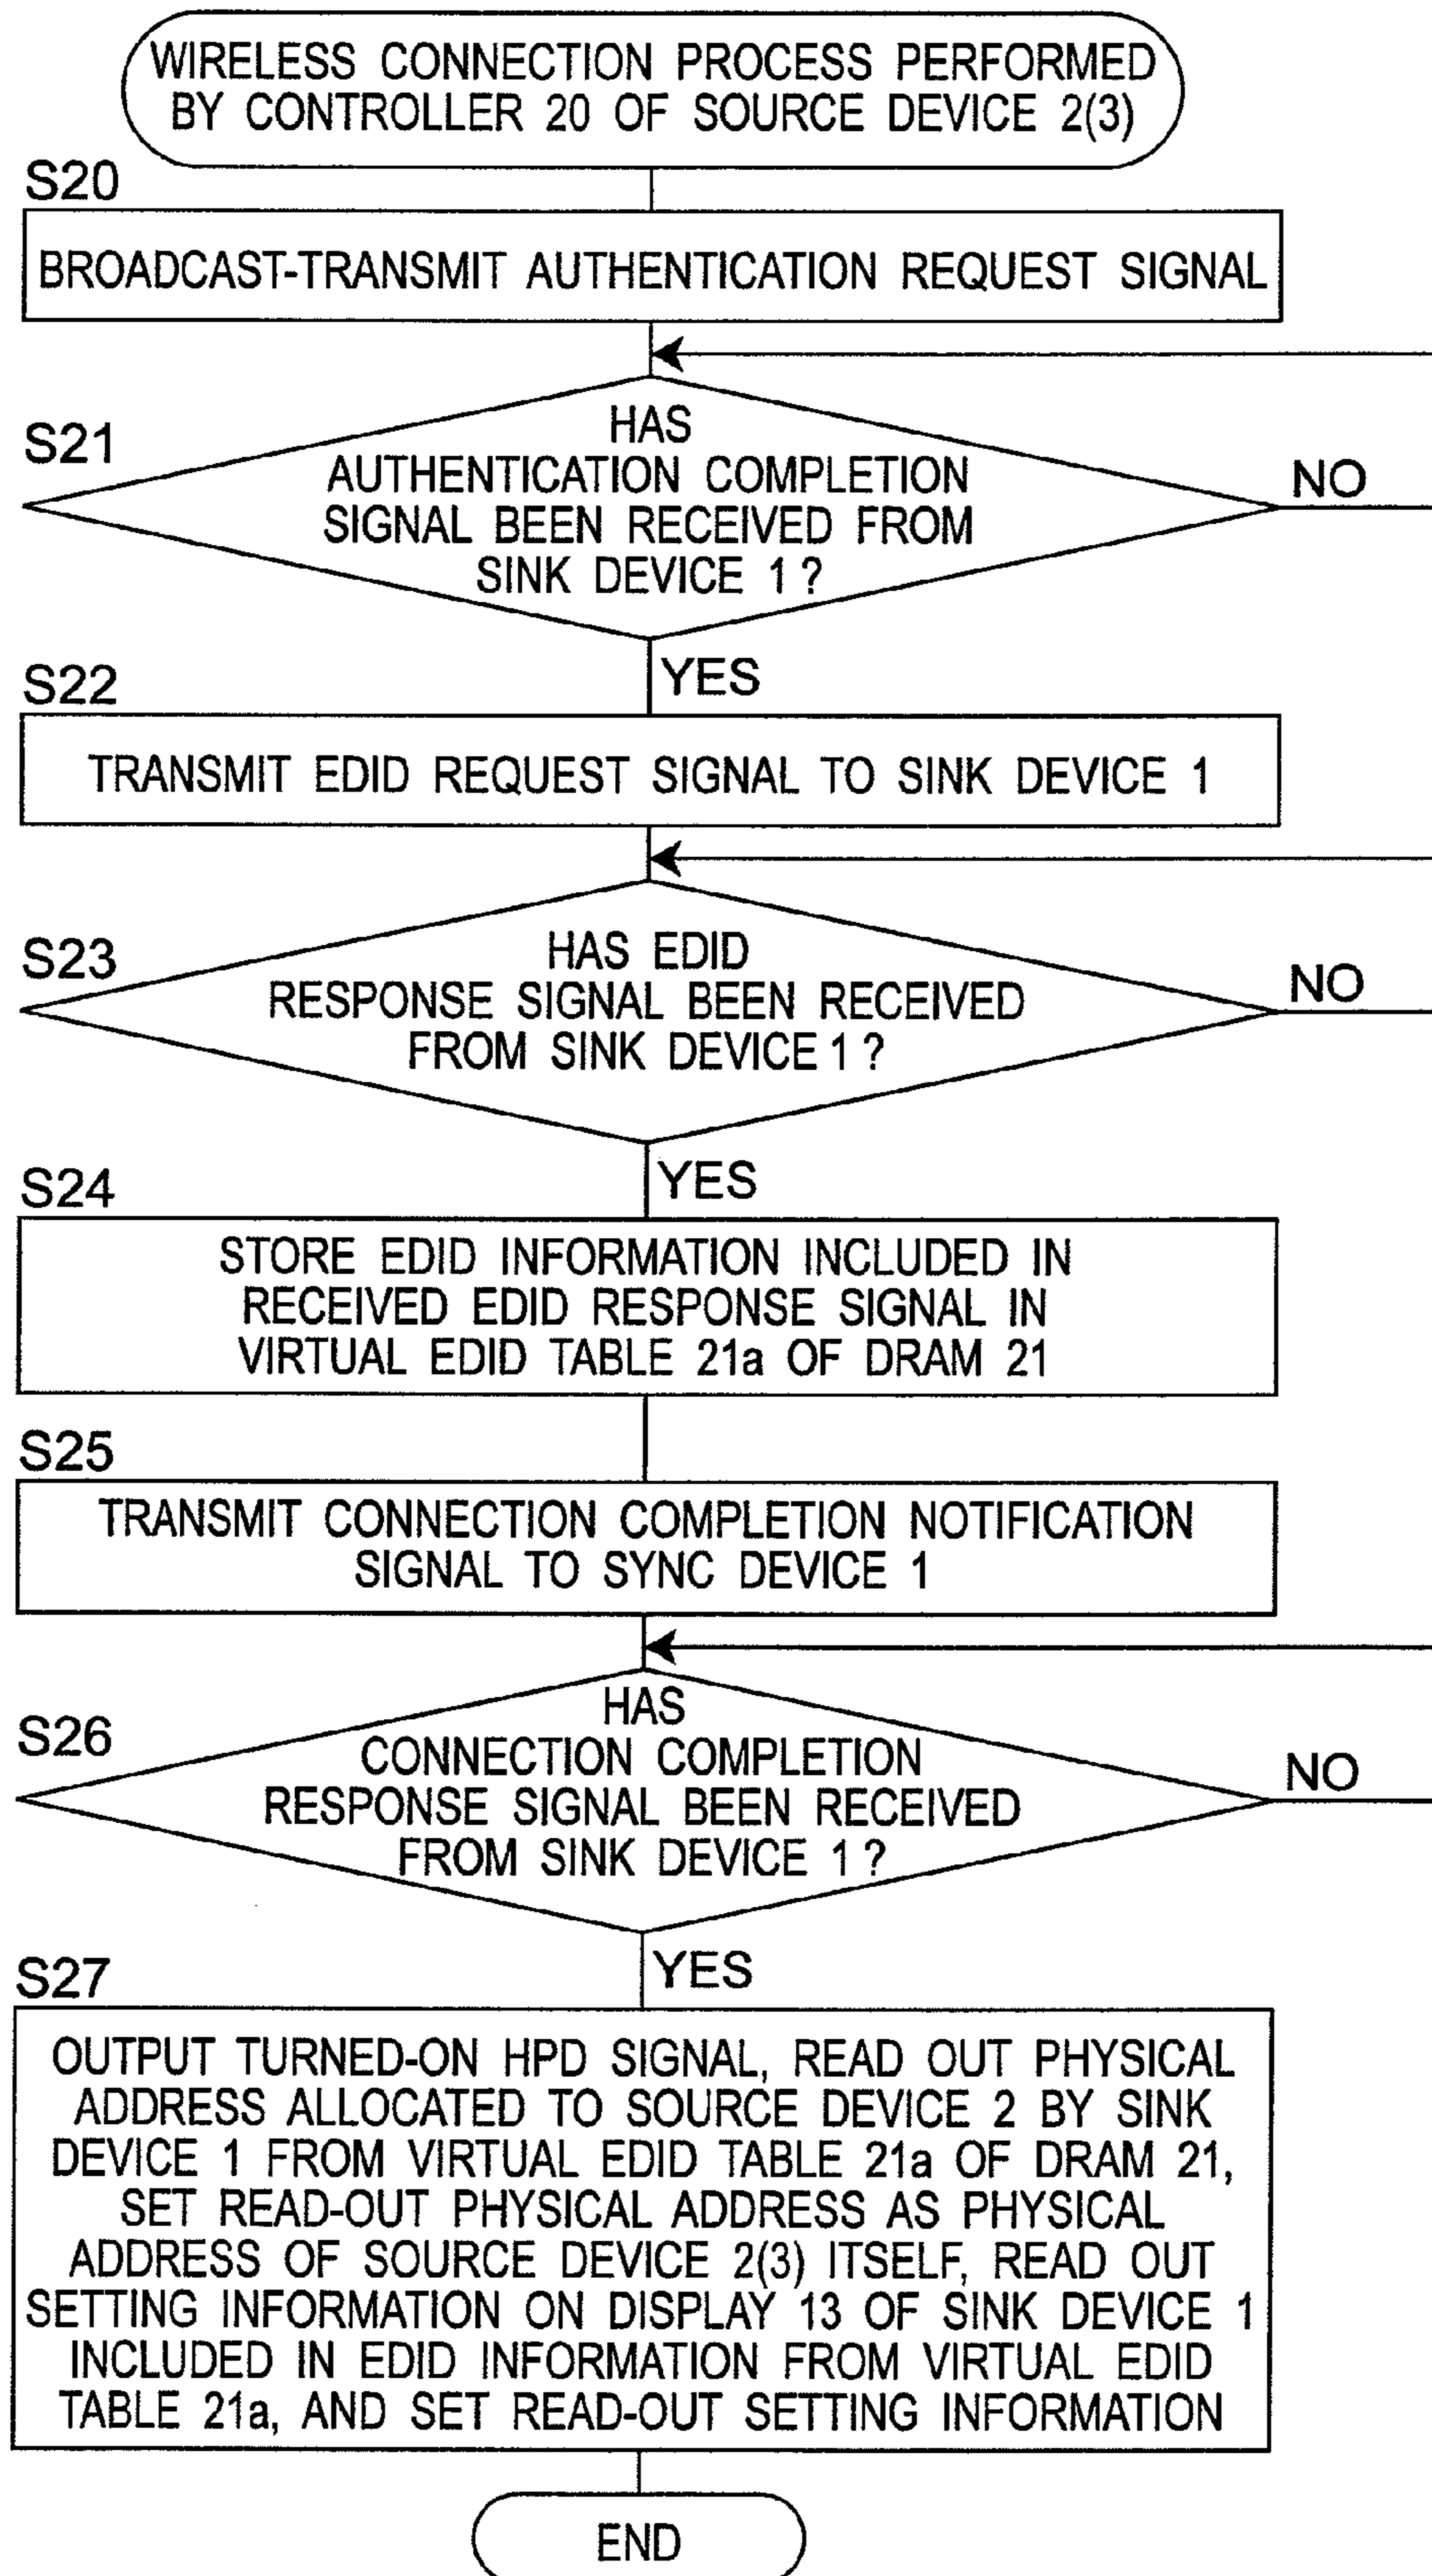 WIRELESS CONNECTION PROCESS PERFORMED
BY CONTROLLER 20 OF SOURCE DEVICE 2(3)
S20
BROADCAST-TRANSMIT AUTHENTICATION REQUEST SIGNAL
S21
HAS
AUTHENTICATION COMPLETION
SIGNAL BEEN RECEIVED FROM
SINK DEVICE 1?
NO
YES
S22
TRANSMIT EDID REQUEST SIGNAL TO SINK DEVICE 1
S23
HAS EDID
RESPONSE SIGNAL BEEN RECEIVED
FROM SINK DEVICE 1?
NO
YES
S24
STORE EDID INFORMATION INCLUDED IN
RECEIVED EDID RESPONSE SIGNAL IN
VIRTUAL EDID TABLE 21a OF DRAM 21
S25
TRANSMIT CONNECTION COMPLETION NOTIFICATION
SIGNAL TO SYNC DEVICE 1
S26
HAS
CONNECTION COMPLETION
RESPONSE SIGNAL BEEN RECEIVED
FROM SINK DEVICE 1?
NO
YES
S27
OUTPUT TURNED-ON HPD SIGNAL, READ OUT PHYSICAL
ADDRESS ALLOCATED TO SOURCE DEVICE 2 BY SINK
DEVICE 1 FROM VIRTUAL EDID TABLE 21a OF DRAM 21,
SET READ-OUT PHYSICAL ADDRESS AS PHYSICAL
ADDRESS OF SOURCE DEVICE 2(3) ITSELF, READ OUT
SETTING INFORMATION ON DISPLAY 13 OF SINK DEVICE 1
INCLUDED IN EDID INFORMATION FROM VIRTUAL EDID
TABLE 21a, AND SET READ-OUT SETTING INFORMATION
END